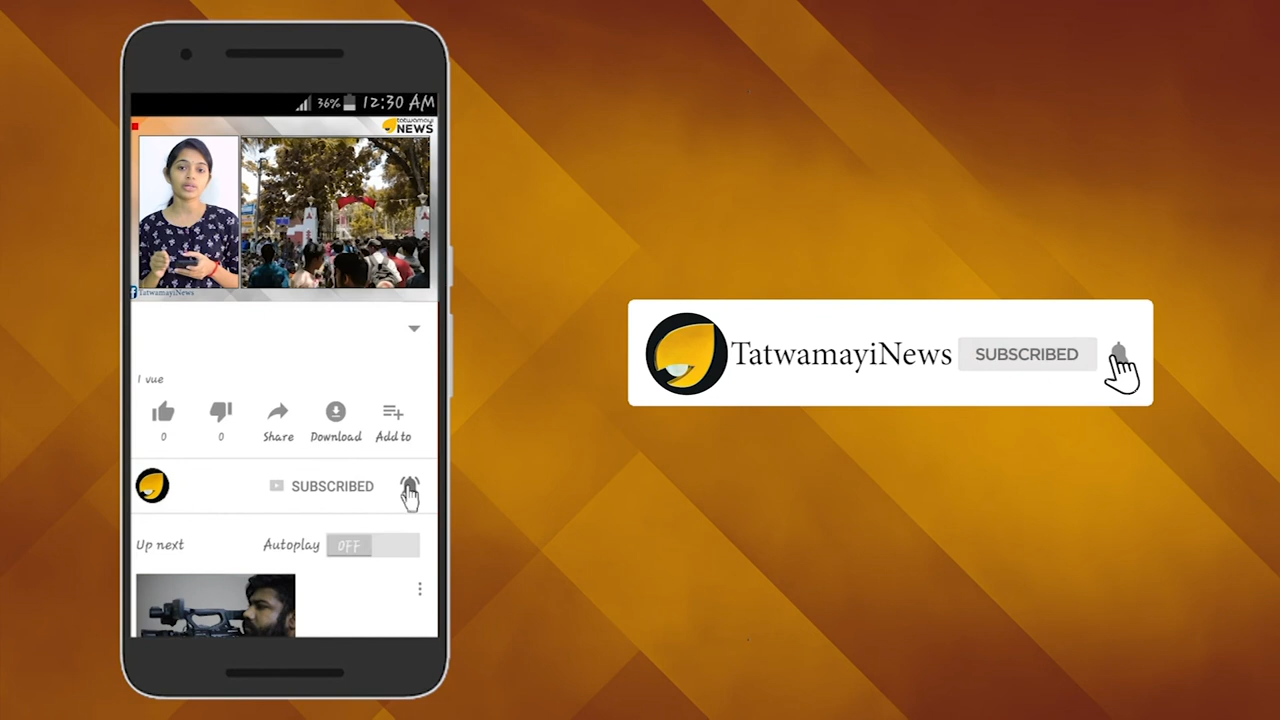 36% 12:30 AM
tatwamayi
NEWS
TatwamayiNews
1 vue
0 0 Share Download Add to
SUBSCRIBED
Up next Autoplay OFF
TatwamayiNews SUBSCRIBED